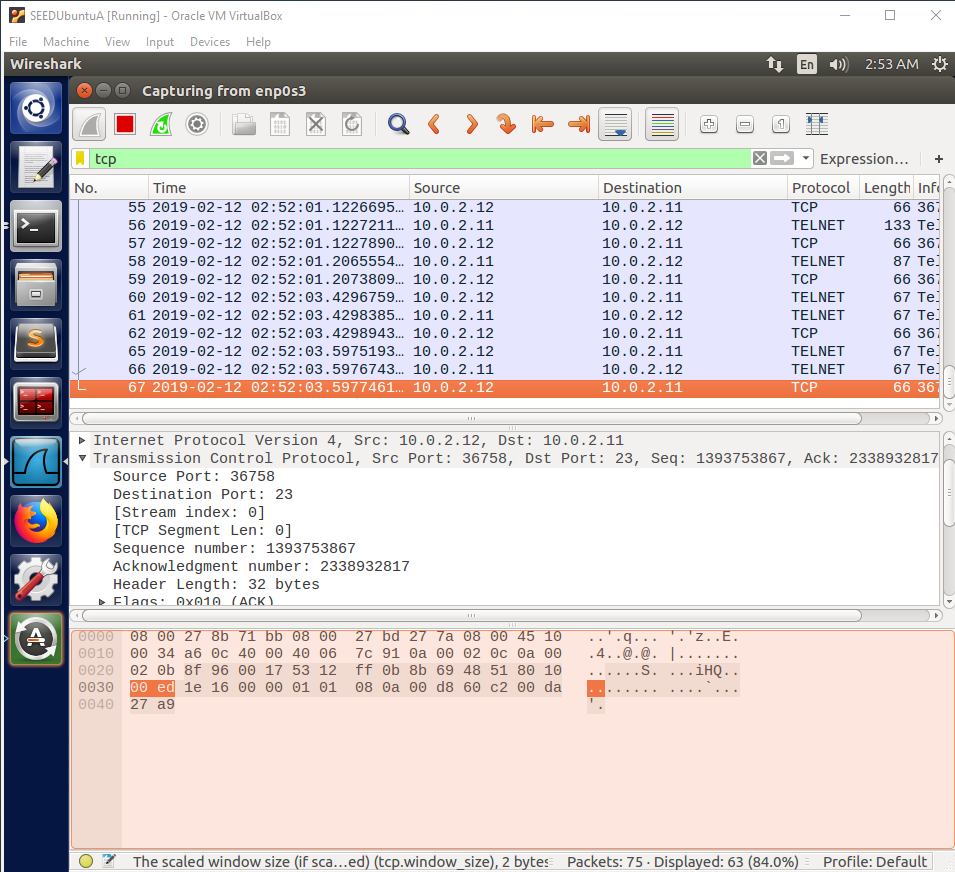 SEEDUbuntuA [Running] - Oracle VM VirtualBox
File Machine View Input Devices Help
Wireshark En 2:53 AM
Capturing from enp0s3
tcp Expression… +
No. Time Source Destination Protocol Length Info
55 2019-02-12 02:52:01.1226695… 10.0.2.12 10.0.2.11 TCP 66 367
56 2019-02-12 02:52:01.1227211… 10.0.2.11 10.0.2.12 TELNET 133 Tel
57 2019-02-12 02:52:01.1227890… 10.0.2.12 10.0.2.11 TCP 66 367
58 2019-02-12 02:52:01.2065554… 10.0.2.11 10.0.2.12 TELNET 87 Tel
59 2019-02-12 02:52:01.2073809… 10.0.2.12 10.0.2.11 TCP 66 367
60 2019-02-12 02:52:03.4296759… 10.0.2.12 10.0.2.11 TELNET 67 Tel
61 2019-02-12 02:52:03.4298385… 10.0.2.11 10.0.2.12 TELNET 67 Tel
62 2019-02-12 02:52:03.4298943… 10.0.2.12 10.0.2.11 TCP 66 367
65 2019-02-12 02:52:03.5975193… 10.0.2.12 10.0.2.11 TELNET 67 Tel
66 2019-02-12 02:52:03.5976743… 10.0.2.11 10.0.2.12 TELNET 67 Tel
67 2019-02-12 02:52:03.5977461… 10.0.2.12 10.0.2.11 TCP 66 367
Internet Protocol Version 4, Src: 10.0.2.12, Dst: 10.0.2.11
Transmission Control Protocol, Src Port: 36758, Dst Port: 23, Seq: 1393753867, Ack: 2338932817
Source Port: 36758
Destination Port: 23
[Stream index: 0]
[TCP Segment Len: 0]
Sequence number: 1393753867
Acknowledgment number: 2338932817
Header Length: 32 bytes
Flags: 0x010 (ACK)
0000 08 00 27 8b 71 bb 08 00 27 bd 27 7a 08 00 45 10 ..'.q... '.'z..E.
0010 00 34 a6 0c 40 00 40 06 7c 91 0a 00 02 0c 0a 00 .4..@.@. |.......
0020 02 0b 8f 96 00 17 53 12 ff 0b 8b 69 48 51 80 10 ......S. ...iHQ..
0030 00 ed 1e 16 00 00 01 01 08 0a 00 d8 60 c2 00 da ........ ....`...
0040 27 a9 '.
The scaled window size (if sca…ed) (tcp.window_size), 2 bytes Packets: 75 · Displayed: 63 (84.0%) Profile: Default